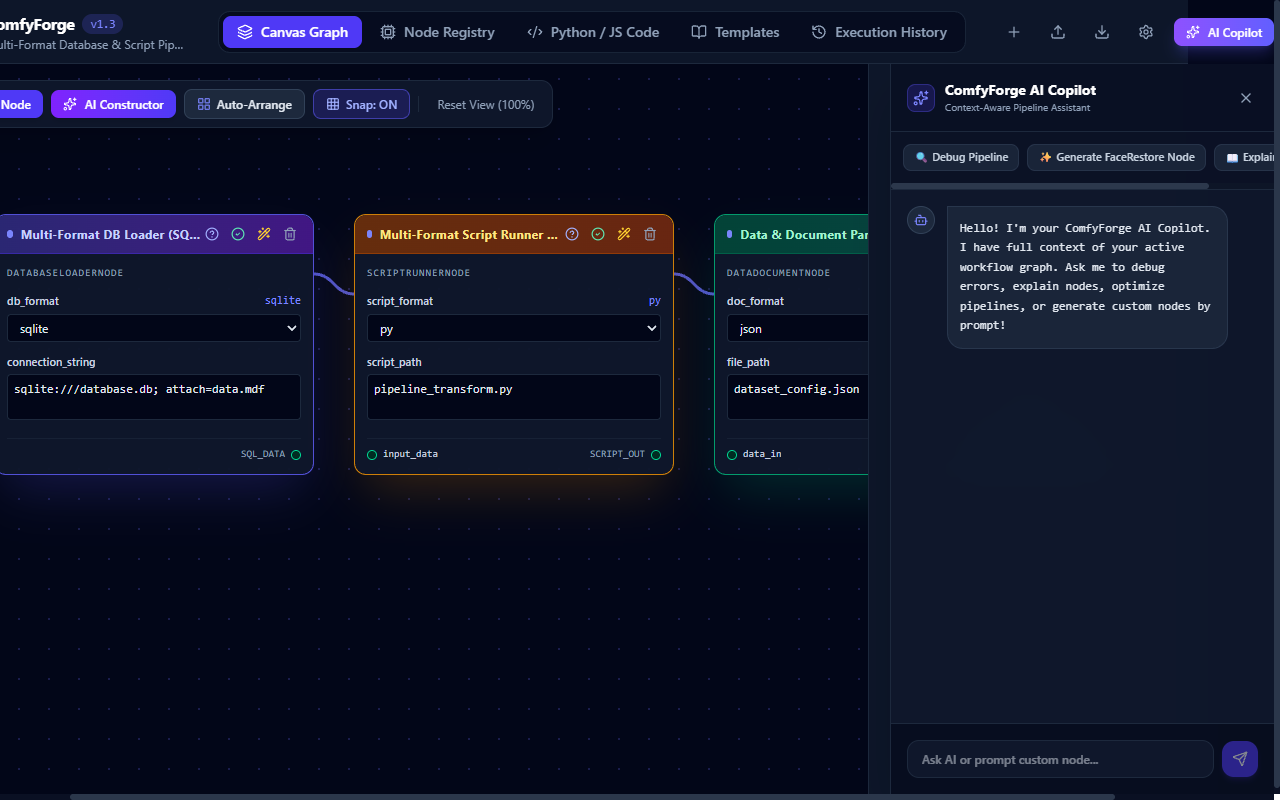 omfyForge v1.3
ulti-Format Database & Script Pip...
Canvas Graph
Node Registry
</> Python / JS Code
Templates
Execution History
AI Copilot
Node
AI Constructor
Auto-Arrange
Snap: ON
Reset View (100%)
Multi-Format DB Loader (SQ...
DATABASELOADERNODE
db_format sqlite
sqlite
connection_string
sqlite:///database.db; attach=data.mdf
SQL_DATA
Multi-Format Script Runner ...
SCRIPTRUNNERNODE
script_format py
py
script_path
pipeline_transform.py
input_data SCRIPT_OUT
Data & Document Par
DATADOCUMENTNODE
doc_format
json
file_path
dataset_config.json
data_in
ComfyForge AI Copilot
Context-Aware Pipeline Assistant
Debug Pipeline
Generate FaceRestore Node
Explai
Hello! I'm your ComfyForge AI Copilot.
I have full context of your active
workflow graph. Ask me to debug
errors, explain nodes, optimize
pipelines, or generate custom nodes by
prompt!
Ask AI or prompt custom node...